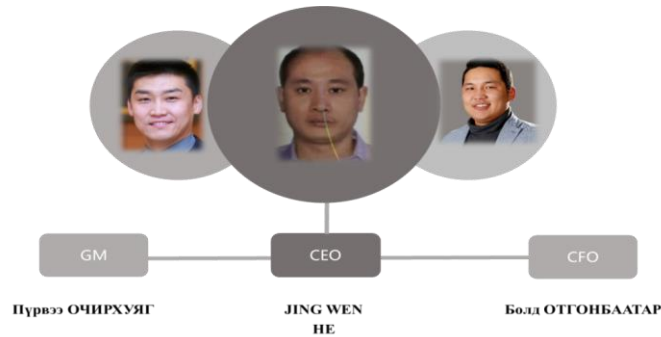 GM
CEO
CFO
Пүрвээ ОЧИРХУЯГ
JING WEN
HE
Болд ОТГОНБААТАР